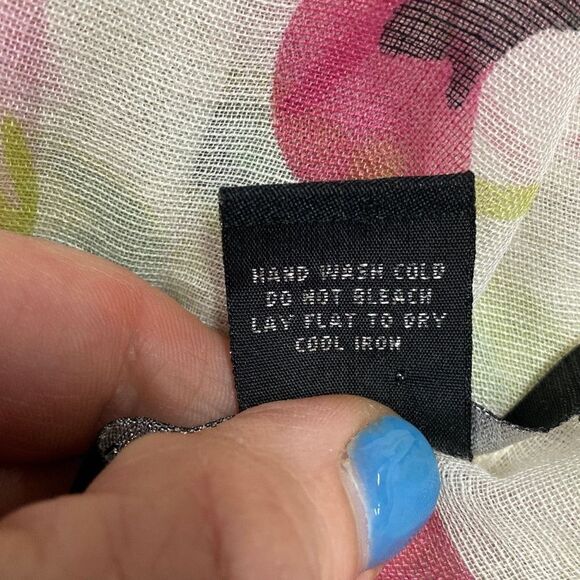 HAND WASH COLD
DO NOT BLEACH
LAY FLAT TO DRY
COOL IRON